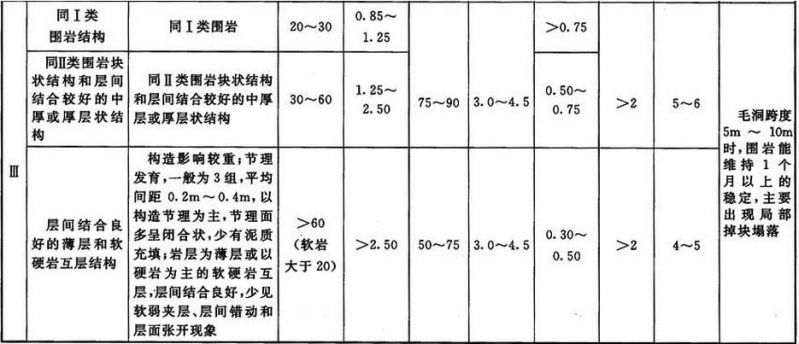 Ⅲ
同Ⅰ类
围岩结构
同Ⅰ类围岩
20～30
0.85～
1.25
>0.75
同Ⅱ类围岩块
状结构和层间
结合较好的中
厚或厚层状结
构
同Ⅱ类围岩块状结构
和层间结合较好的中厚
层或厚层状结构
30～60
1.25～
2.50
75～90
3.0～4.5
0.50～
0.75
>2
5～6
层间结合良
好的薄层和软
硬岩互层结构
构造影响较重；节理
发育，一般为3组，平均
间距0.2m～0.4m，以
构造节理为主，节理面
多呈闭合状，少有泥质
充填；岩层为薄层或以
硬岩为主的软硬岩互
层，层间结合良好，少见
软弱夹层、层间错动和
层面张开现象
>60
(软岩
大于20)
>2.50
50～75
3.0～4.5
0.30～
0.50
>2
4～5
毛洞跨度
5m～10m
时，围岩能
维持1个
月以上的
稳定，主要
出现局部
掉块塌落